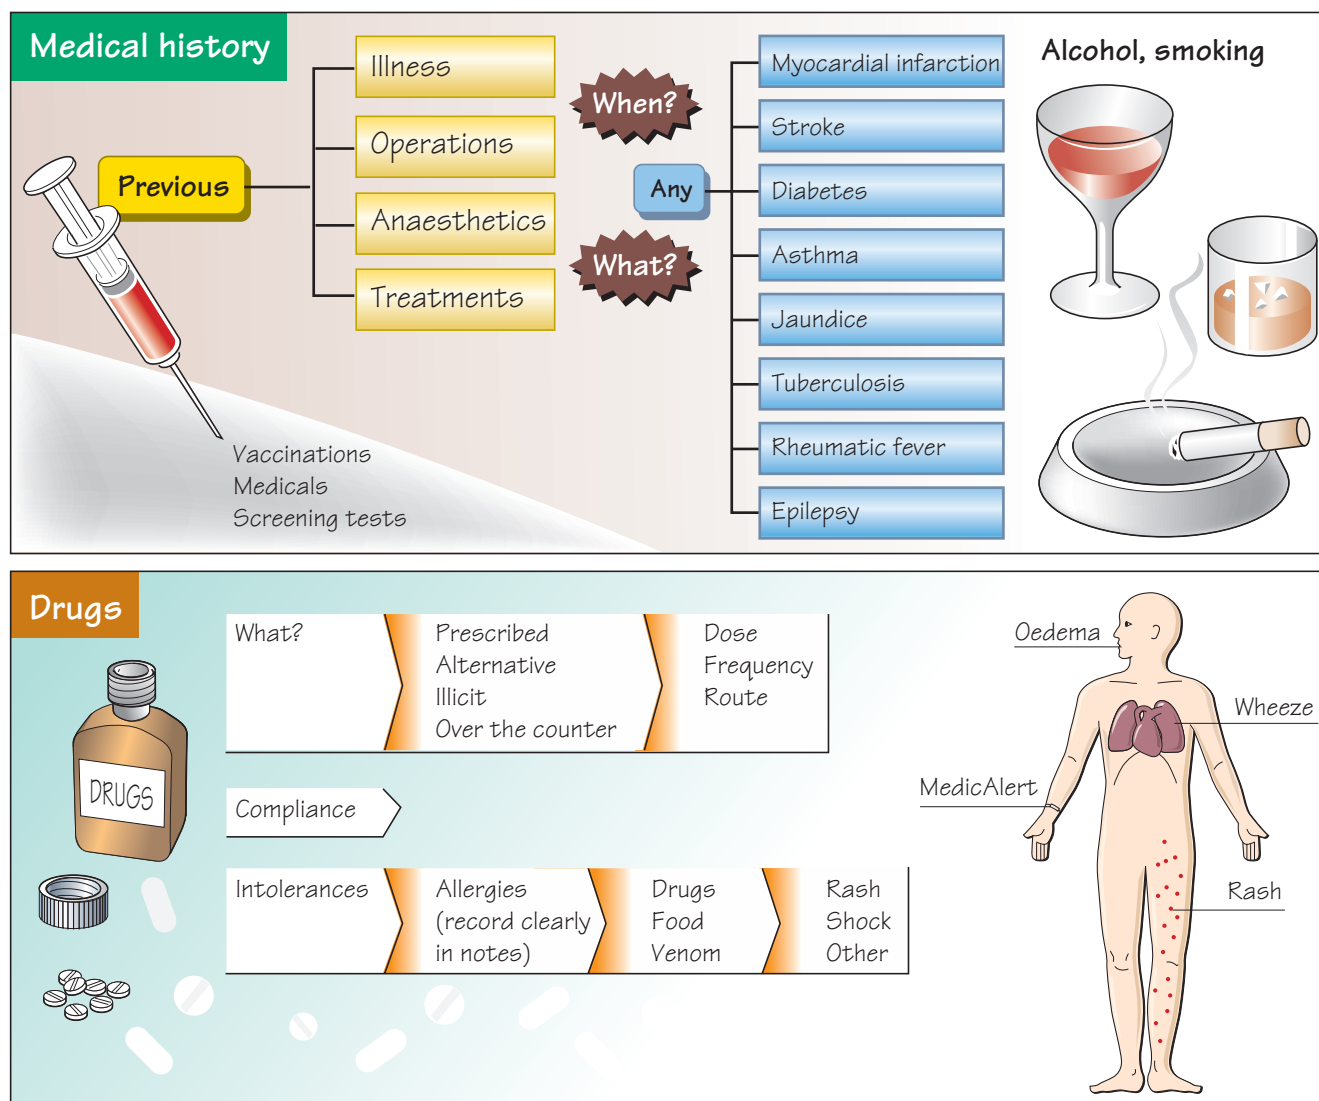 Medical history
Previous
Illness
Operations
Anaesthetics
Treatments
When?
What?
Any
Myocardial infarction
Stroke
Diabetes
Asthma
Jaundice
Tuberculosis
Rheumatic fever
Epilepsy
Alcohol, smoking
Vaccinations
Medicals
Screening tests
Drugs
DRUGS
What?
Prescribed
Alternative
Illicit
Over the counter
Dose
Frequency
Route
Compliance
Intolerances
Allergies
(record clearly
in notes)
Drugs
Food
Venom
Rash
Shock
Other
Oedema
Wheeze
MedicAlert
Rash